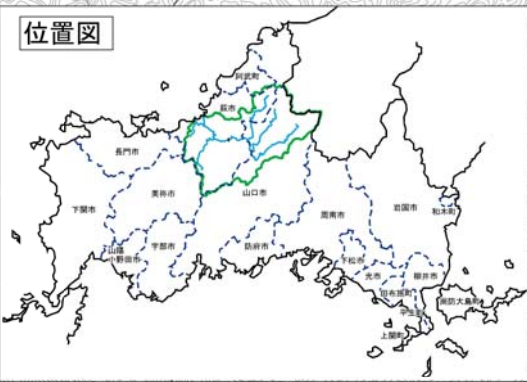 位置図
阿武町
萩市
長門市
美祢市
山口市
下関市
周南市
岩国市
和木町
山陽
小野田市
宇部市
防府市
下松市
光市
柳井市
田布施町
周防大島町
平生町
上関町